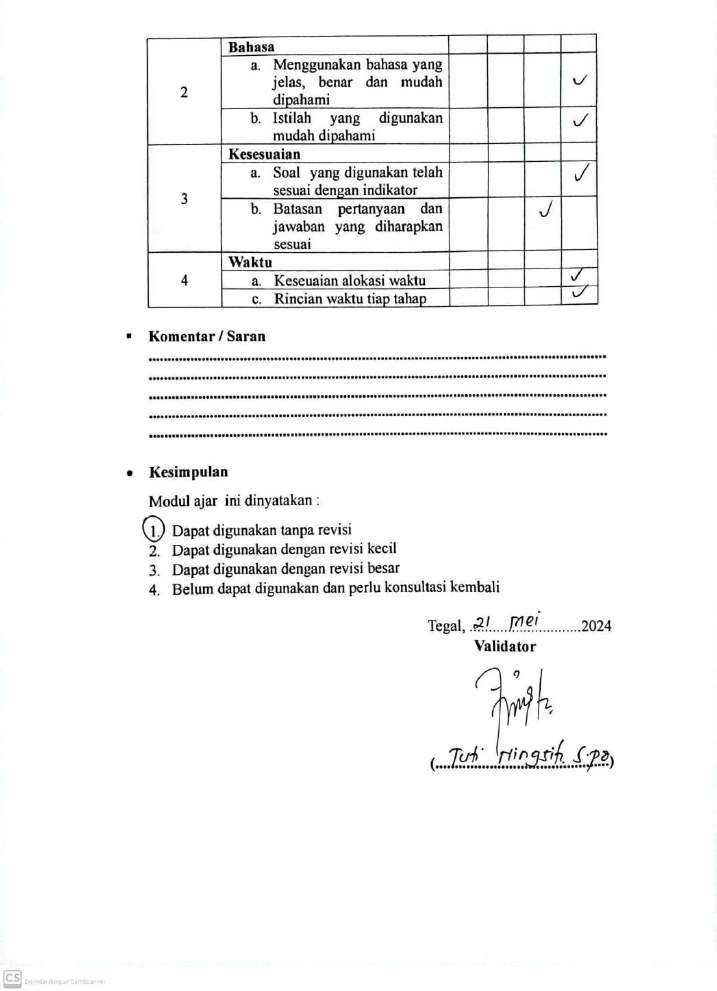 Bahasa
2
a. Menggunakan bahasa yang
jelas, benar dan mudah
dipahami
✓
b. Istilah yang digunakan
mudah dipahami
✓
3
Kesesuaian
a. Soal yang digunakan telah
sesuai dengan indikator
✓
b. Batasan pertanyaan dan
jawaban yang diharapkan
sesuai
✓
4
Waktu
a. Keseuaian alokasi waktu
✓
c. Rincian waktu tiap tahap
✓
▪ Komentar / Saran
• Kesimpulan
Modul ajar ini dinyatakan :
1. Dapat digunakan tanpa revisi
2. Dapat digunakan dengan revisi kecil
3. Dapat digunakan dengan revisi besar
4. Belum dapat digunakan dan perlu konsultasi kembali
Tegal, 21 Mei 2024
Validator
(Tuti Ningsih. S.Pd)
CS